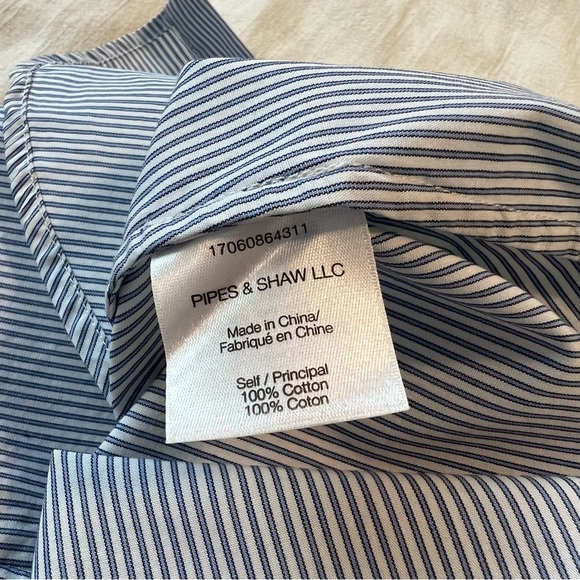 17060864311
PIPES & SHAW LLC
Made in China/
Fabriqué en Chine
Self / Principal
100% Cotton
100% Coton